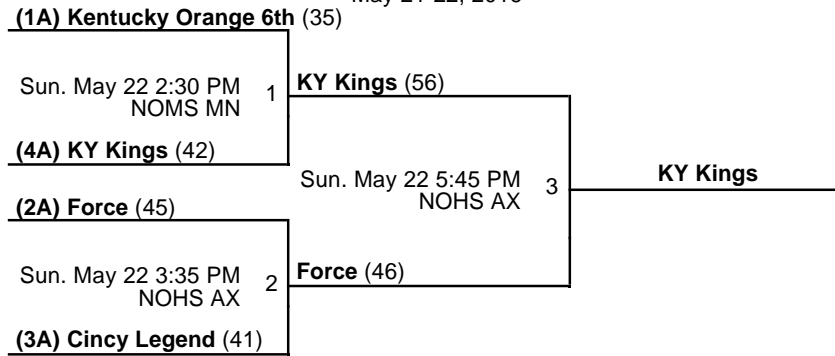 (1A) Kentucky Orange 6th (35)
Sun. May 22 2:30 PM 1
NOMS MN
KY Kings (56)
(4A) KY Kings (42)
Sun. May 22 5:45 PM 3
NOHS AX
KY Kings
(2A) Force (45)
Sun. May 22 3:35 PM 2
NOHS AX
Force (46)
(3A) Cincy Legend (41)